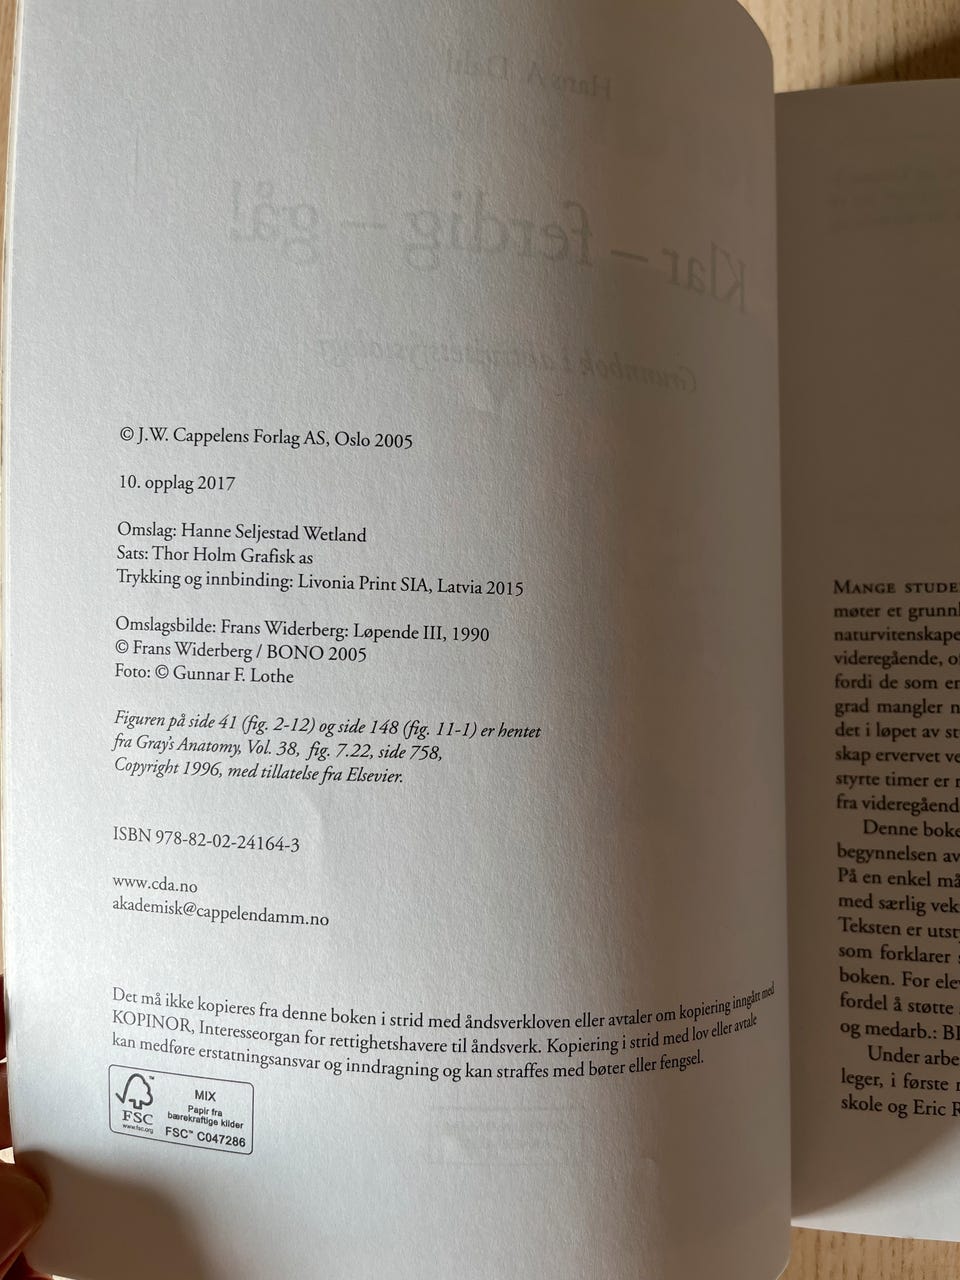 Hans A. Dahl
Klar – ferdig – gå!
Grunnbok i aktivitetsfysiologi
© J.W. Cappelens Forlag AS, Oslo 2005
10. opplag 2017
Omslag: Hanne Seljestad Wetland
Sats: Thor Holm Grafisk as
Trykking og innbinding: Livonia Print SIA, Latvia 2015
Omslagsbilde: Frans Widerberg: Løpende III, 1990
© Frans Widerberg / BONO 2005
Foto: © Gunnar F. Lothe
Figuren på side 41 (fig. 2-12) og side 148 (fig. 11-1) er hentet
fra Gray's Anatomy, Vol. 38, fig. 7.22, side 758,
Copyright 1996, med tillatelse fra Elsevier.
ISBN 978-82-02-24164-3
www.cda.no
akademisk@cappelendamm.no
Det må ikke kopieres fra denne boken i strid med åndsverkloven eller avtaler om kopiering inngått med
KOPINOR, Interesseorgan for rettighetshavere til åndsverk. Kopiering i strid med lov eller avtale
kan medføre erstatningsansvar og inndragning og kan straffes med bøter eller fengsel.
FSC
www.fsc.org
MIX
Papir fra
bærekraftige kilder
FSC™ C047286
MANGE STUDE
møter et grunnl
naturvitenskape
videregående, of
fordi de som er
grad mangler n
det i løpet av st
skap ervervet ve
styrte timer er
fra videregåend
Denne boke
begynnelsen av
På en enkel må
med særlig vek
Teksten er utsty
som forklarer
boken. For ele
fordel å støtte
og medarb.:
Under arbe
leger, i første
skole og Eric